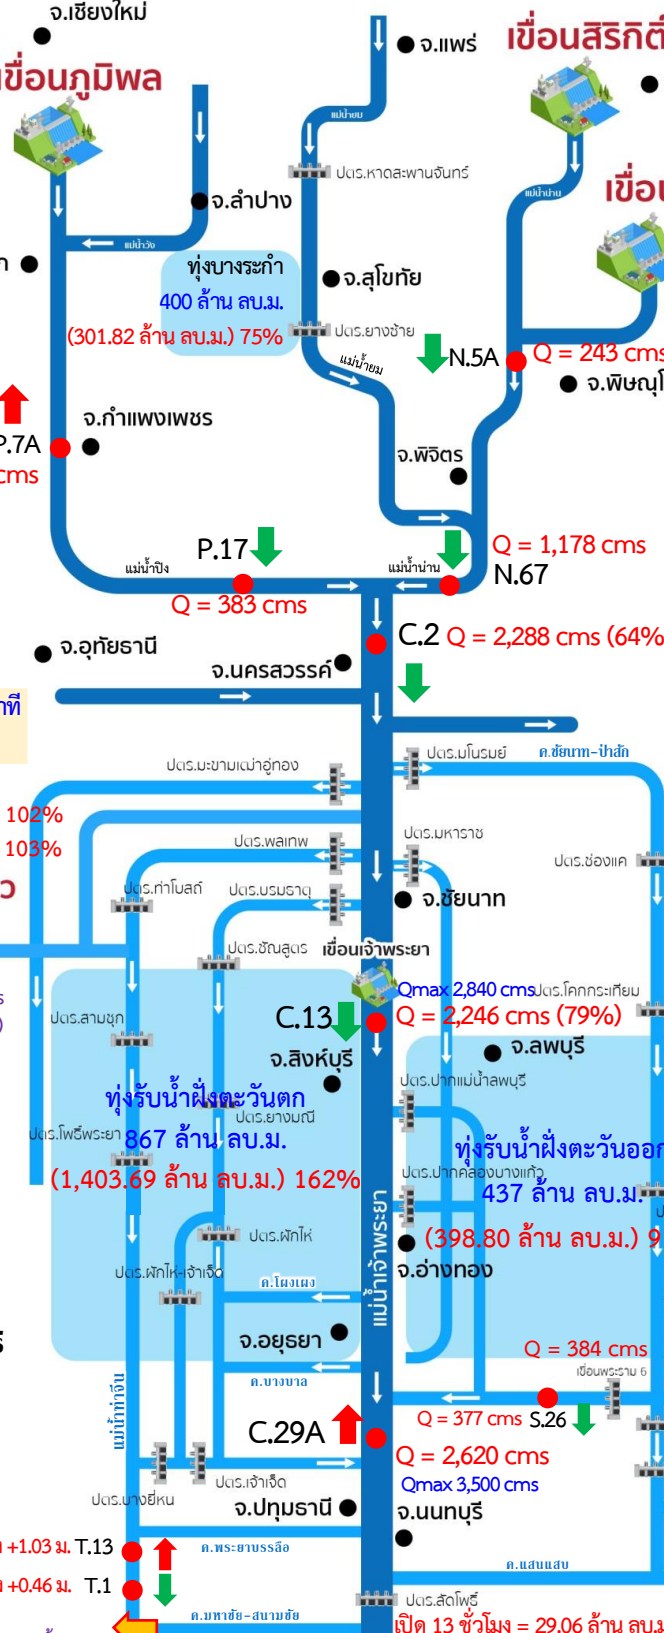 จ.เชียงใหม่
จ.แพร่
เขื่อนสิริกิติ์
เขื่อนภูมิพล
แม่น้ำยม
ปตร.หาดสะพานจันทร์
แม่น้ำน่าน
จ.ลำปาง
แม่น้ำวัง
ทุ่งบางระกำ
400 ล้าน ลบ.ม.
(301.82 ล้าน ลบ.ม.) 75%
จ.สุโขทัย
ปตร.ยางซ้าย
แม่น้ำยม
N.5A
Q = 243 cms
จ.พิษณุโ
จ.กำแพงเพชร
P.7A
cms
จ.พิจิตร
P.17
แม่น้ำปิง
แม่น้ำน่าน
Q = 1,178 cms
N.67
Q = 383 cms
C.2 Q = 2,288 cms (64%
จ.อุทัยธานี
จ.นครสวรรค์
าที
ปตร.มโนรมย์
ค.ชัยนาท-ป่าสัก
ปตร.มะขามเฒ่าอู่ทอง
102%
103%
ปตร.พลเทพ
ปตร.มหาราช
ปตร.ช่องแค
ปตร.ท่าโบสถ์
ปตร.บรมธาตุ
จ.ชัยนาท
ปตร.ชัณสูตร
เขื่อนเจ้าพระยา
Qmax 2,840 cms
ปตร.โคกกระเทียม
C.13
Q = 2,246 cms (79%)
ปตร.สามชุก
จ.สิงห์บุรี
จ.ลพบุรี
ปตร.ปากแม่น้ำลพบุรี
ทุ่งรับน้ำฝั่งตะวันตก
867 ล้าน ลบ.ม.
(1,403.69 ล้าน ลบ.ม.) 162%
ปตร.ยางมณี
ปตร.โพธิ์พระยา
ทุ่งรับน้ำฝั่งตะวันออก
437 ล้าน ลบ.ม.
(398.80 ล้าน ลบ.ม.) 9
ปตร.ปากคลองบางแก้ว
แม่น้ำเจ้าพระยา
ปตร.ผักไห่
จ.อ่างทอง
ปตร.ผักไห่-เจ้าเจ็ด
ค.โผงเผง
จ.อยุธยา
Q = 384 cms
เขื่อนพระราม 6
ค.บางบาล
แม่น้ำท่าจีน
Q = 377 cms S.26
C.29A
Q = 2,620 cms
Qmax 3,500 cms
ปตร.เจ้าเจ็ด
ปตร.บางยี่หน
จ.ปทุมธานี
จ.นนทบุรี
+1.03 ม. T.13
ค.พระยาบรรลือ
ค.แสนแสบ
+0.46 ม. T.1
ปตร.ลัดโพธิ์
ค.มหาชัย-สนามชัย
เปิด 13 ชั่วโมง = 29.06 ล้าน ลบ.ม